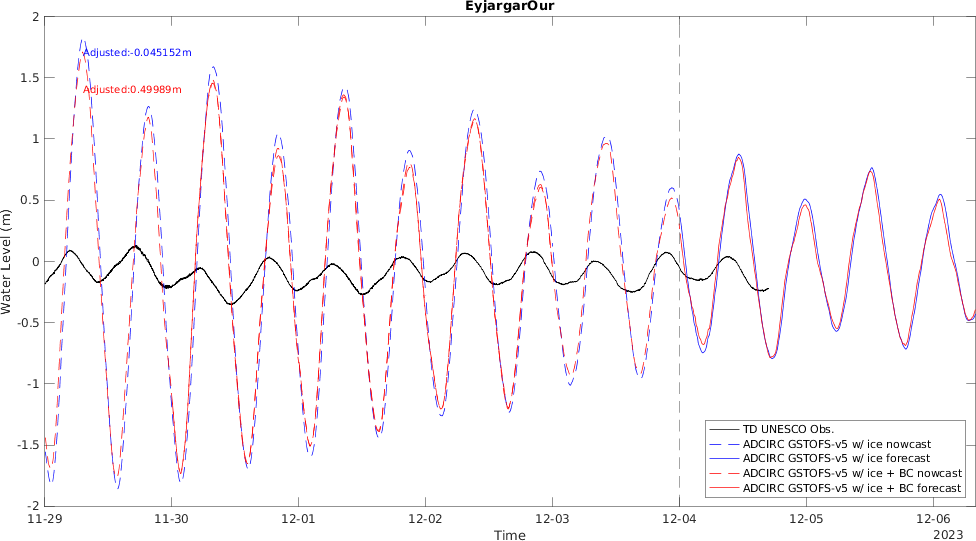 EyjargarOur
2
1.5
1
0.5
0
-0.5
-1
-1.5
-2
Water Level (m)
Adjusted:-0.045152m
Adjusted:0.49989m
TD UNESCO Obs.
ADCIRC GSTOFS-v5 w/ ice nowcast
ADCIRC GSTOFS-v5 w/ ice forecast
ADCIRC GSTOFS-v5 w/ ice + BC nowcast
ADCIRC GSTOFS-v5 w/ ice + BC forecast
11-29 11-30 12-01 12-02 12-03 12-04 12-05 12-06
Time
2023